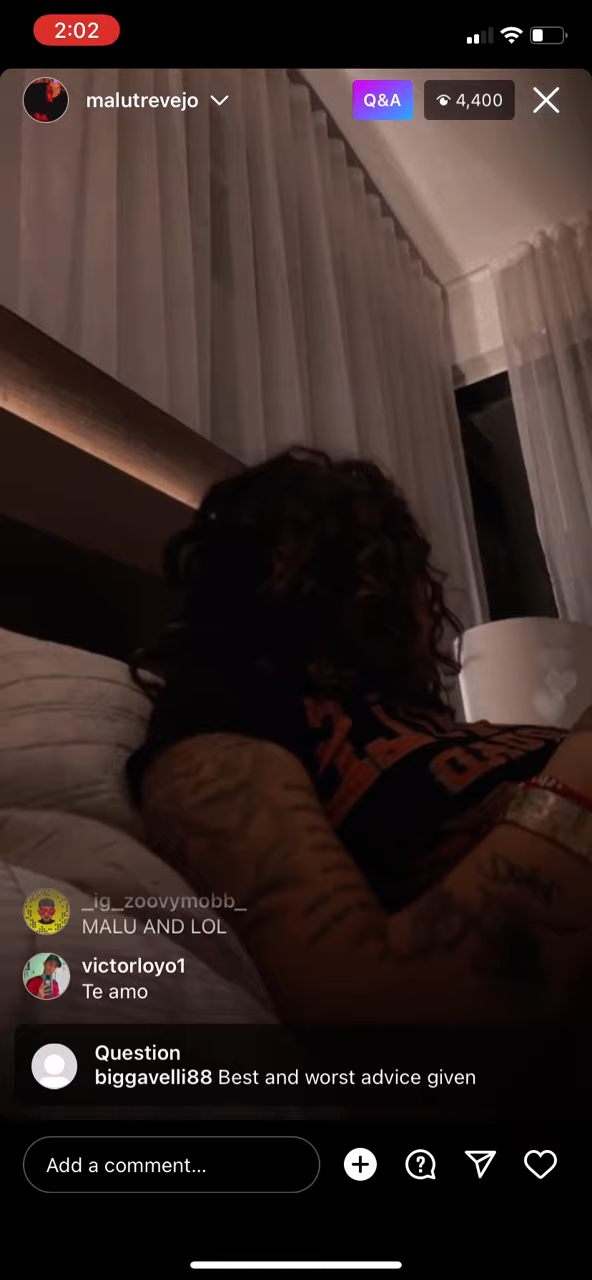 2:02
malutrevejo
Q&A
4,400
_ig_zoovymobb_
MALU AND LOL
victorloyo1
Te amo
Question
biggavelli88 Best and worst advice given
Add a comment...